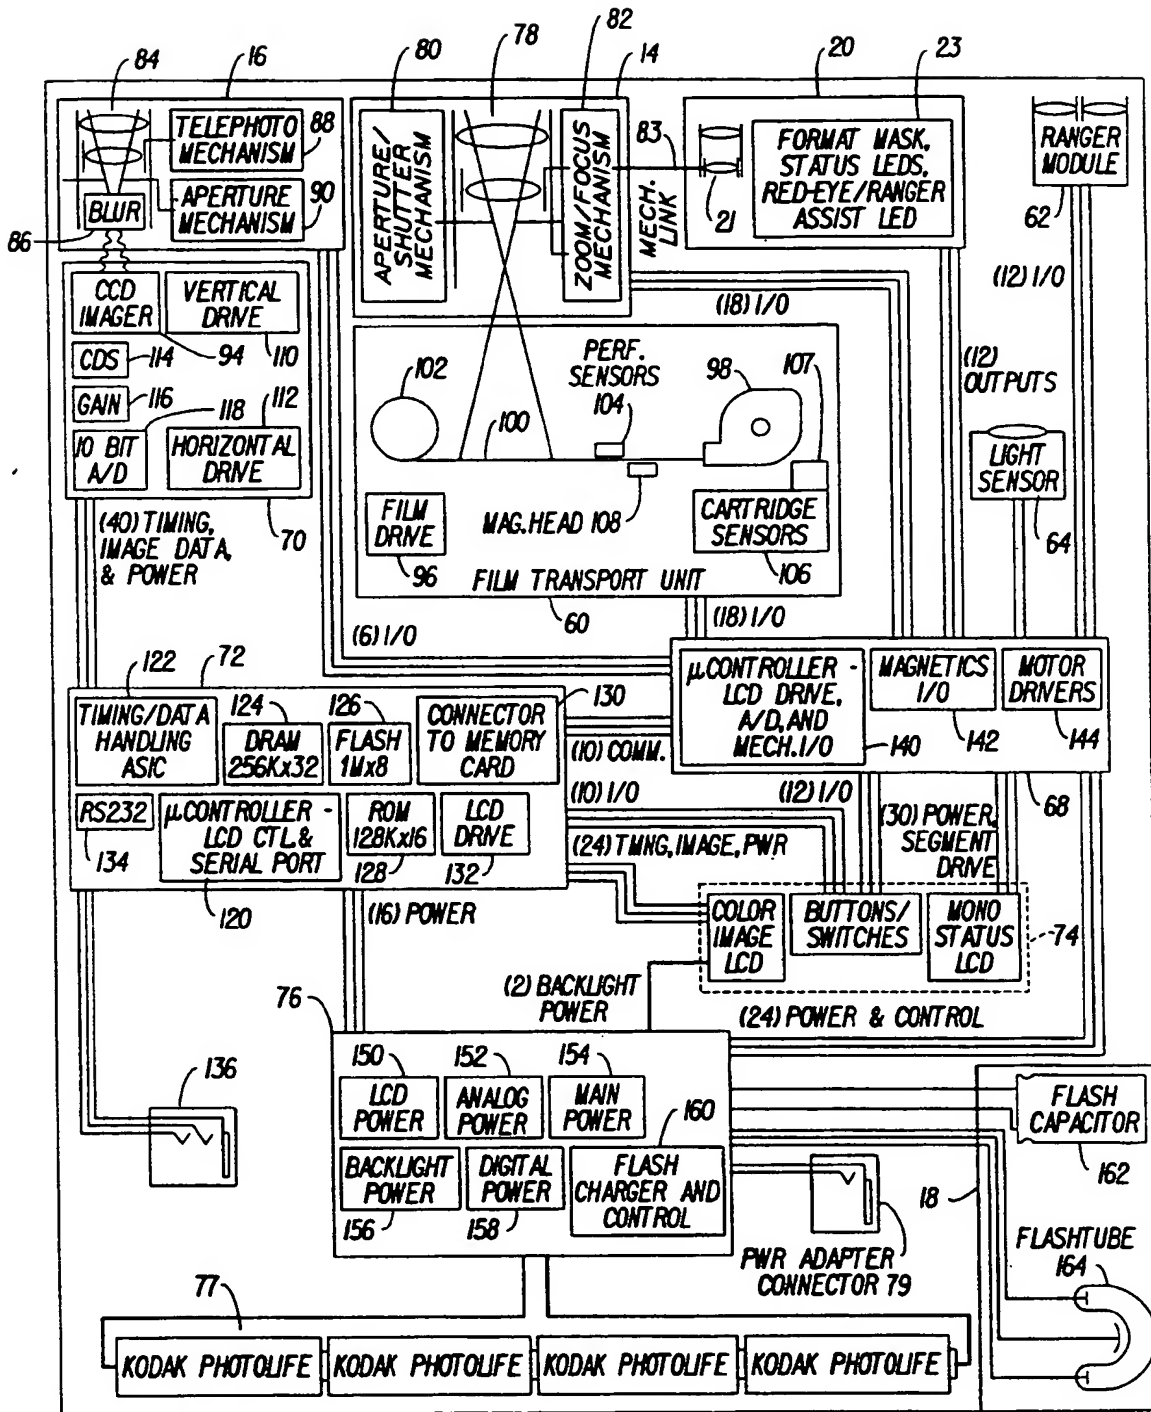 84
16
80
78
82
14
20
23
TELEPHOTO
MECHANISM
88
APERTURE
MECHANISM
90
BLUR
86
APERTURE/
SHUTTER
MECHANISM
ZOOM/FOCUS
MECHANISM
83
MECH.
LINK
21
FORMAT MASK,
STATUS LEDS,
RED-EYE/RANGER
ASSIST LED
RANGER
MODULE
62
(12) I/O
(18) I/O
CCD
IMAGER
VERTICAL
DRIVE
94
110
CDS
114
GAIN
116
118
112
10 BIT
A/D
HORIZONTAL
DRIVE
70
(40) TIMING,
IMAGE DATA,
& POWER
102
PERF.
SENSORS
104
98
107
100
FILM
DRIVE
96
MAG. HEAD 108
CARTRIDGE
SENSORS
106
FILM TRANSPORT UNIT
60
(12)
OUTPUTS
LIGHT
SENSOR
64
(6) I/O
(18) I/O
122
72
TIMING/DATA
HANDLING
ASIC
124
DRAM
256Kx32
126
FLASH
1Mx8
CONNECTOR
TO MEMORY
CARD
130
RS232
134
µCONTROLLER -
LCD CTL. &
SERIAL PORT
120
ROM
128Kx16
128
LCD
DRIVE
132
(10) COMM.
µCONTROLLER -
LCD DRIVE,
A/D, AND
MECH. I/O
140
MAGNETICS
I/O
142
MOTOR
DRIVERS
144
68
(10) I/O
(12) I/O
(24) TMNG, IMAGE, PWR
(30) POWER,
SEGMENT
DRIVE
(16) POWER
COLOR
IMAGE
LCD
BUTTONS/
SWITCHES
MONO
STATUS
LCD
74
(2) BACKLIGHT
POWER
(24) POWER & CONTROL
76
150
LCD
POWER
152
ANALOG
POWER
154
MAIN
POWER
160
BACKLIGHT
POWER
156
DIGITAL
POWER
158
FLASH
CHARGER AND
CONTROL
136
FLASH
CAPACITOR
162
18
PWR ADAPTER
CONNECTOR 79
FLASHTUBE
164
77
KODAK PHOTOLIFE
KODAK PHOTOLIFE
KODAK PHOTOLIFE
KODAK PHOTOLIFE